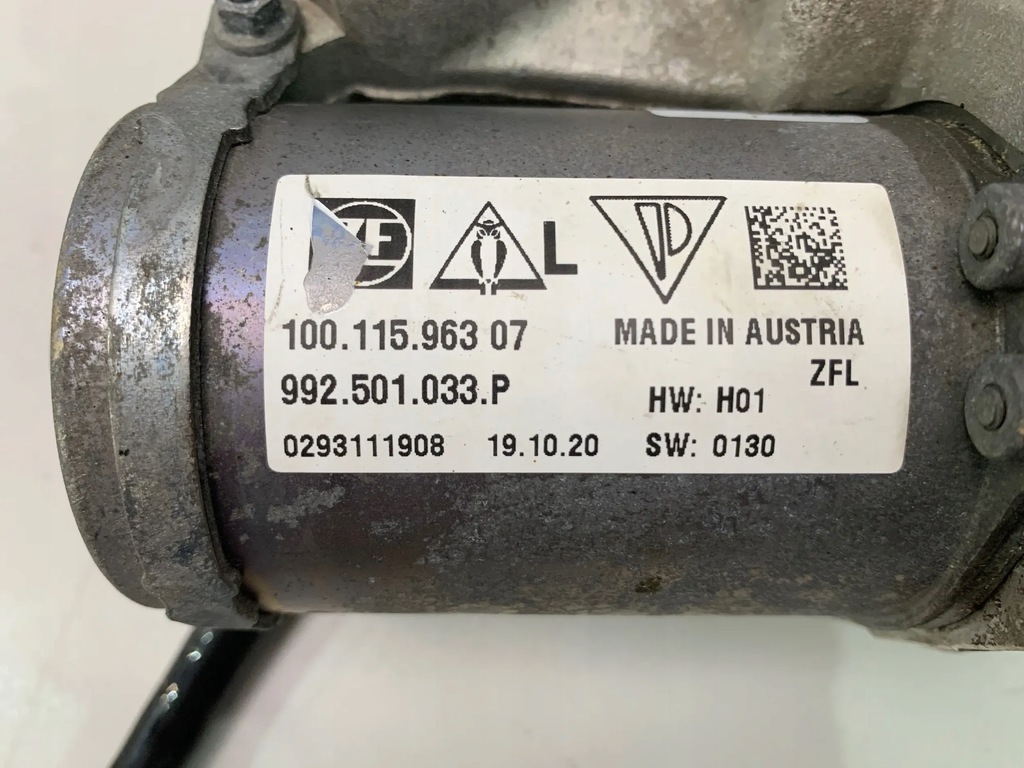 ZF
L
100.115.963 07
MADE IN AUSTRIA
ZFL
992.501.033.P
HW: H01
0293111908 19.10.20
SW: 0130